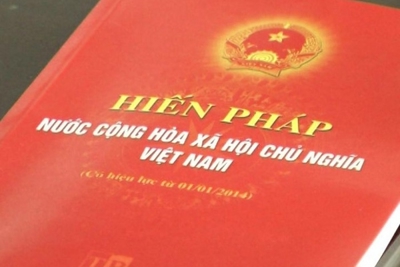 HIẾN PHÁP
NƯỚC CỘNG HÒA XÃ HỘI CHỦ NGHĨA
VIỆT NAM
(Có hiệu lực từ 01/01/2014)